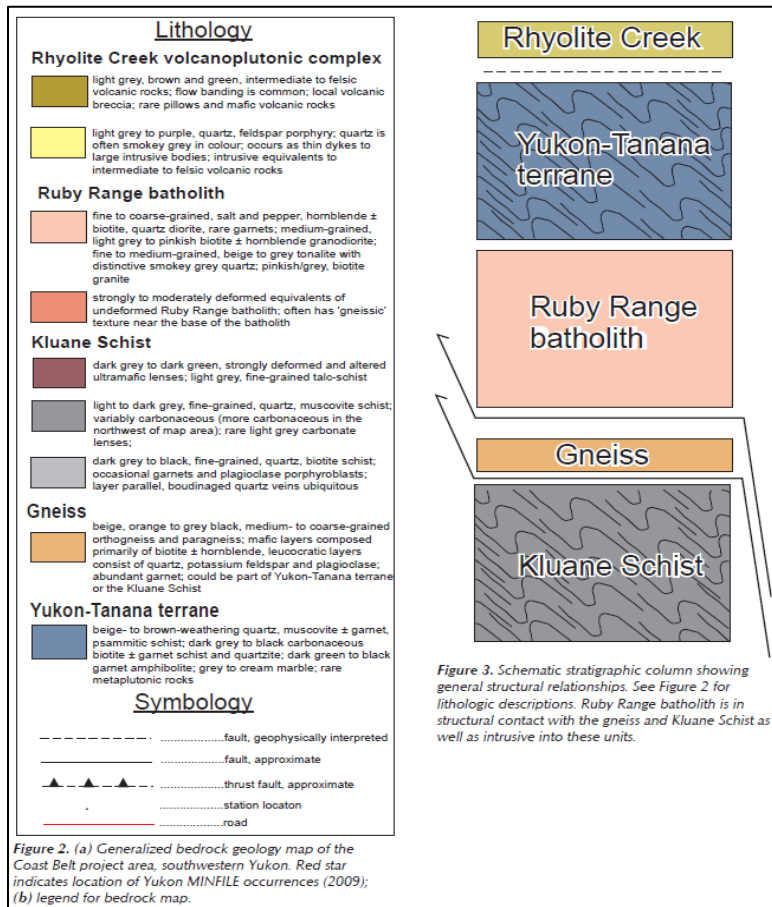 Lithology
Rhyolite Creek volcanoplutonic complex
light grey, brown and green, intermediate to felsic
volcanic rocks; flow banding is common; local volcanic
breccia; rare pillows and mafic volcanic rocks
light grey to purple, quartz, feldspar porphyry; quartz is
often smokey grey in colour; occurs as thin dykes to
large intrusive bodies; intrusive equivalents to
intermediate to felsic volcanic rocks
Ruby Range batholith
fine to coarse-grained, salt and pepper, hornblende ±
biotite, quartz diorite, rare garnets; medium-grained,
light grey to pinkish biotite ± hornblende granodiorite;
fine to medium-grained, beige to grey tonalite with
distinctive smokey grey quartz; pinkish/grey, biotite
granite
strongly to moderately deformed equivalents of
undeformed Ruby Range batholith; often has 'gneissic'
texture near the base of the batholith
Kluane Schist
dark grey to dark green, strongly deformed and altered
ultramafic lenses; light grey, fine-grained talc-schist
light to dark grey, fine-grained, quartz, muscovite schist;
variably carbonaceous (more carbonaceous in the
northwest of map area); rare light grey carbonate
lenses;
dark grey to black, fine-grained, quartz, biotite schist;
occasional garnets and plagioclase porphyroblasts;
layer parallel, boudinaged quartz veins ubiquitous
Gneiss
beige, orange to grey black, medium- to coarse-grained
orthogneiss and paragneiss; mafic layers composed
primarily of biotite ± hornblende, leucocratic layers
consist of quartz, potassium feldspar and plagioclase;
abundant garnet; could be part of Yukon-Tanana terrane
or the Kluane Schist
Yukon-Tanana terrane
beige- to brown-weathering quartz, muscovite ± garnet,
psammitic schist; dark grey to black carbonaceous
biotite ± garnet schist and quartzite; dark green to black
garnet amphibolite; grey to cream marble; rare
metaplutonic rocks
Symbology
...................fault, geophysically interpreted
...................fault, approximate
...................thrust fault, approximate
...................station locaton
...................road
Figure 2. (a) Generalized bedrock geology map of the
Coast Belt project area, southwestern Yukon. Red star
indicates location of Yukon MINFILE occurrences (2009);
(b) legend for bedrock map.
Rhyolite Creek
Yukon-Tanana
terrane
Ruby Range
batholith
Gneiss
Kluane Schist
Figure 3. Schematic stratigraphic column showing
general structural relationships. See Figure 2 for
lithologic descriptions. Ruby Range batholith is in
structural contact with the gneiss and Kluane Schist as
well as intrusive into these units.